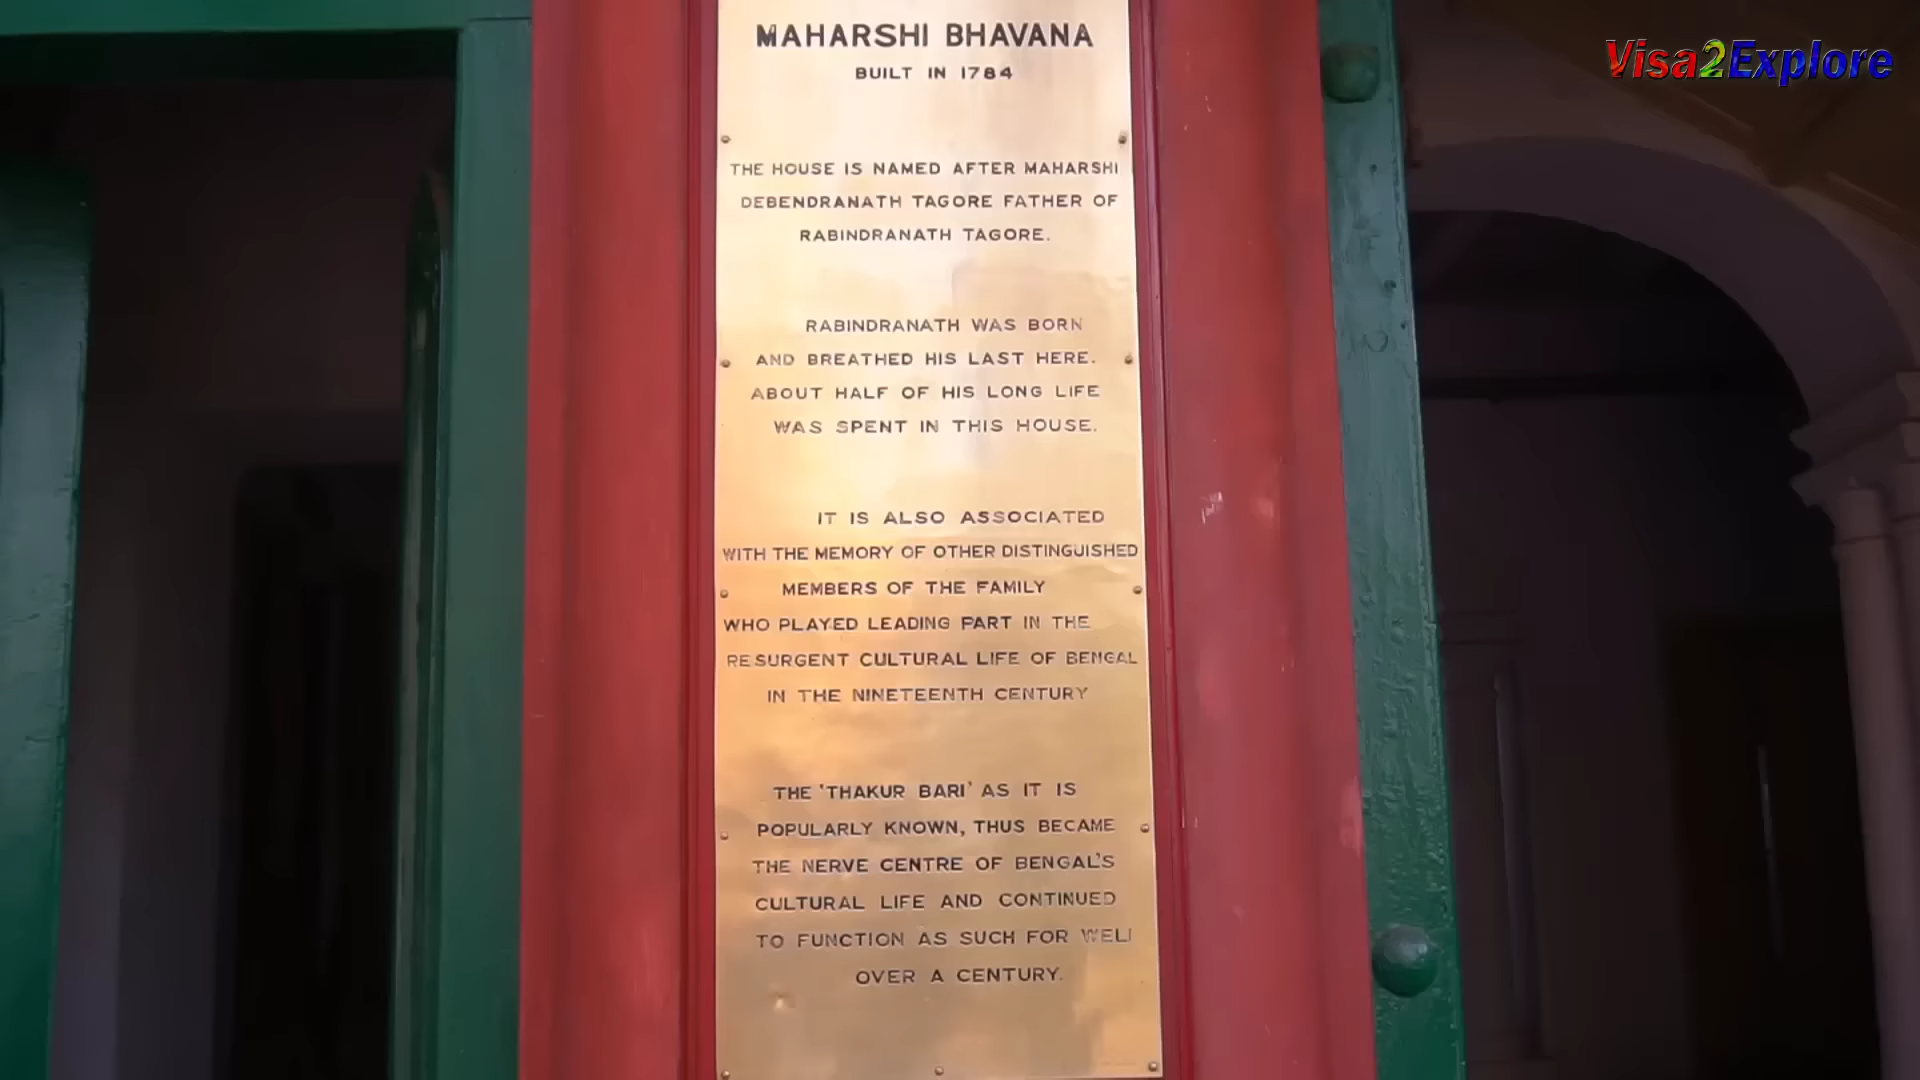 MAHARSHI BHAVANA
BUILT IN 1784
THE HOUSE IS NAMED AFTER MAHARSHI
DEBENDRANATH TAGORE FATHER OF
RABINDRANATH TAGORE.
RABINDRANATH WAS BORN
AND BREATHED HIS LAST HERE.
ABOUT HALF OF HIS LONG LIFE
WAS SPENT IN THIS HOUSE.
IT IS ALSO ASSOCIATED
WITH THE MEMORY OF OTHER DISTINGUISHED
MEMBERS OF THE FAMILY
WHO PLAYED LEADING PART IN THE
RESURGENT CULTURAL LIFE OF BENGAL
IN THE NINETEENTH CENTURY
THE 'THAKUR BARI' AS IT IS
POPULARLY KNOWN, THUS BECAME
THE NERVE CENTRE OF BENGAL'S
CULTURAL LIFE AND CONTINUED
TO FUNCTION AS SUCH FOR WELL
OVER A CENTURY.
Visa2Explore